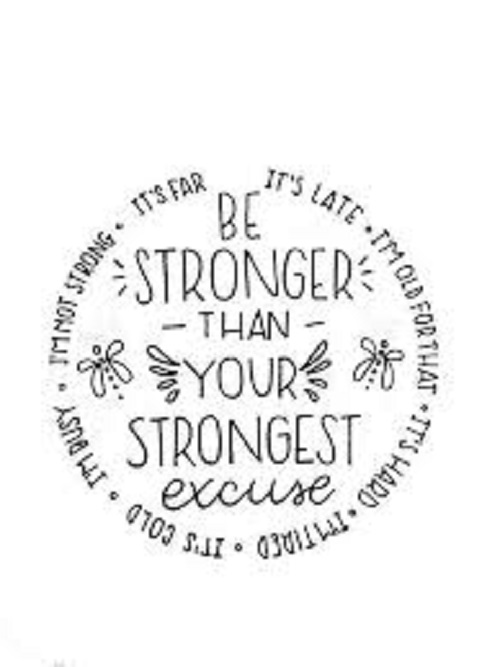 BE
STRONGER
THAN
YOUR
STRONGEST
excuse
IT'S LATE • I'M OLD FOR THAT • IT'S HARD • I'M TIRED • IT'S COLD • I'M BUSY • I'M NOT STRONG • IT'S FAR